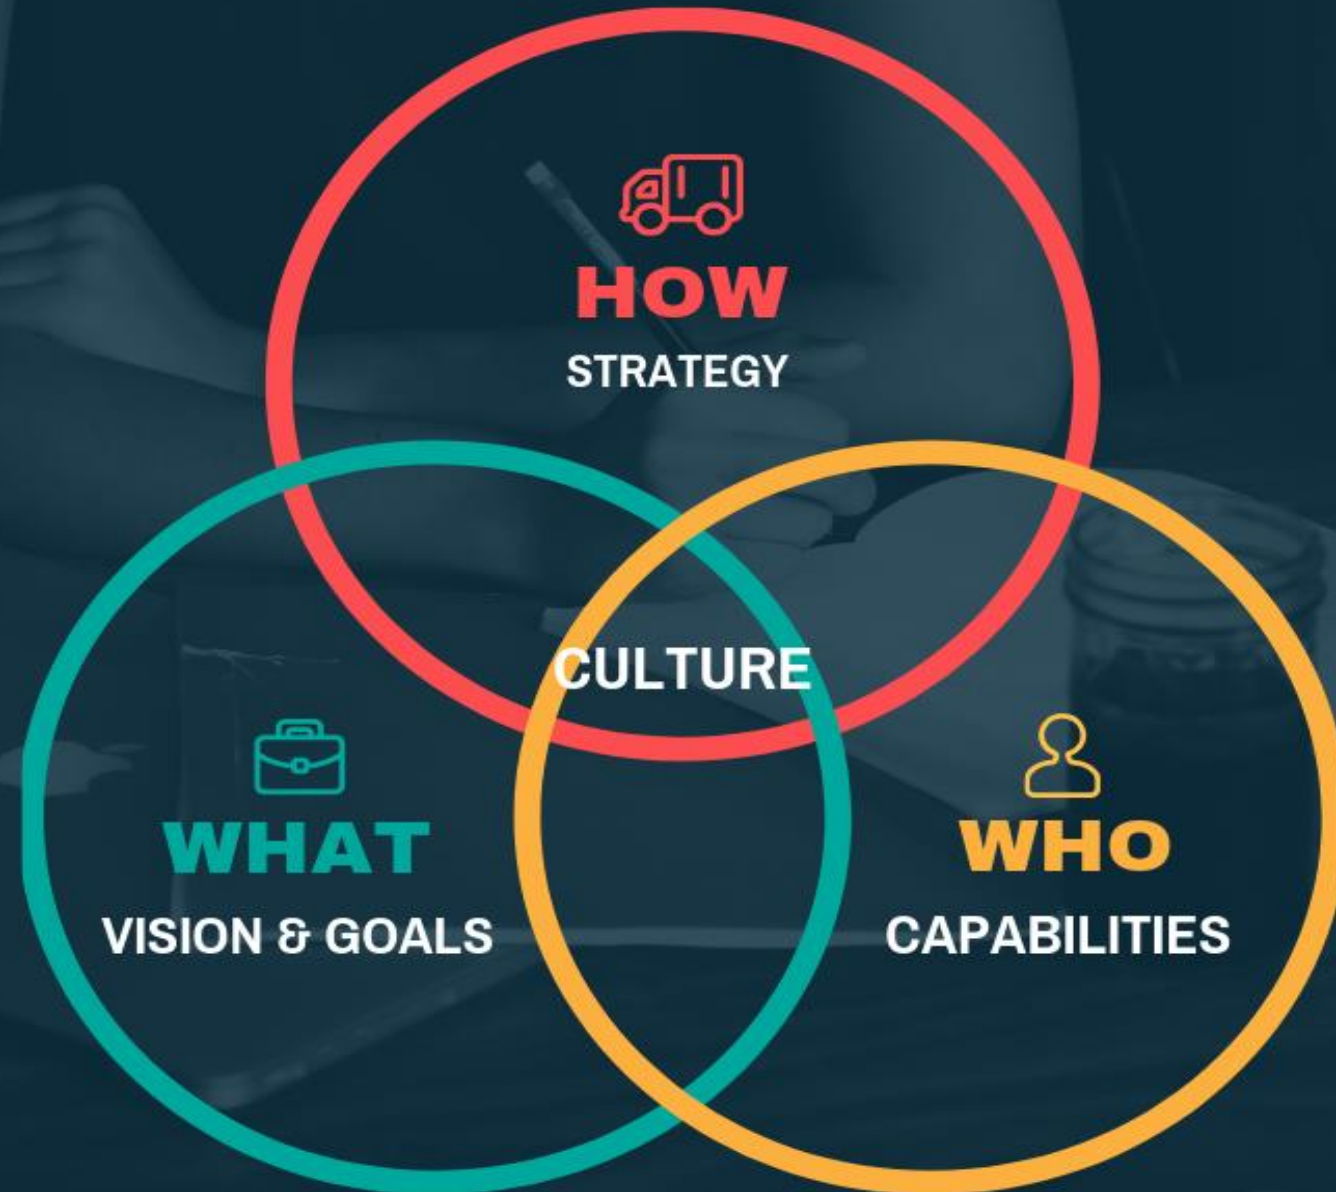 HOW
STRATEGY
CULTURE
WHAT
VISION & GOALS
WHO
CAPABILITIES